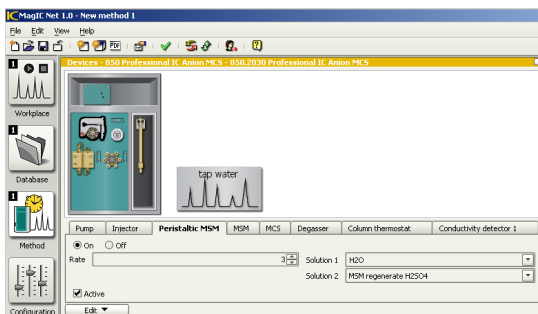 MagIC Net 1.0 - New method 1
File Edit View Help
PDF
Devices - 850 Professional IC Anion MCS - 850.2030 Professional IC Anion MCS
1
Workplace
tap water
1
Database
1
Pump Injector Peristaltic MSM MSM MCS Degasser Column thermostat Conductivity detector 1
Method
On Off
Rate 3 Solution 1 H2O
Solution 2 MSM regenerate H2SO4
Active
Configuration
Edit